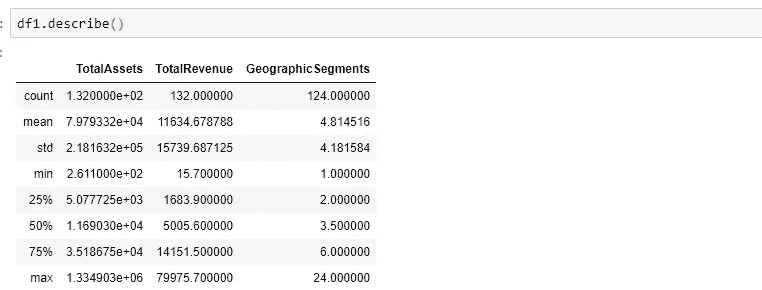 : df1.describe()
:
TotalAssets TotalRevenue GeographicSegments
count 1.320000e+02 132.000000 124.000000
mean 7.979332e+04 11634.678788 4.814516
std 2.181632e+05 15739.687125 4.181584
min 2.611000e+02 15.700000 1.000000
25% 5.077725e+03 1683.900000 2.000000
50% 1.169030e+04 5005.600000 3.500000
75% 3.518675e+04 14151.500000 6.000000
max 1.334903e+06 79975.700000 24.000000